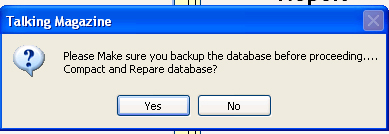 Talking Magazine
Please Make sure you backup the database before proceeding....
Compact and Repare database?
Yes
No